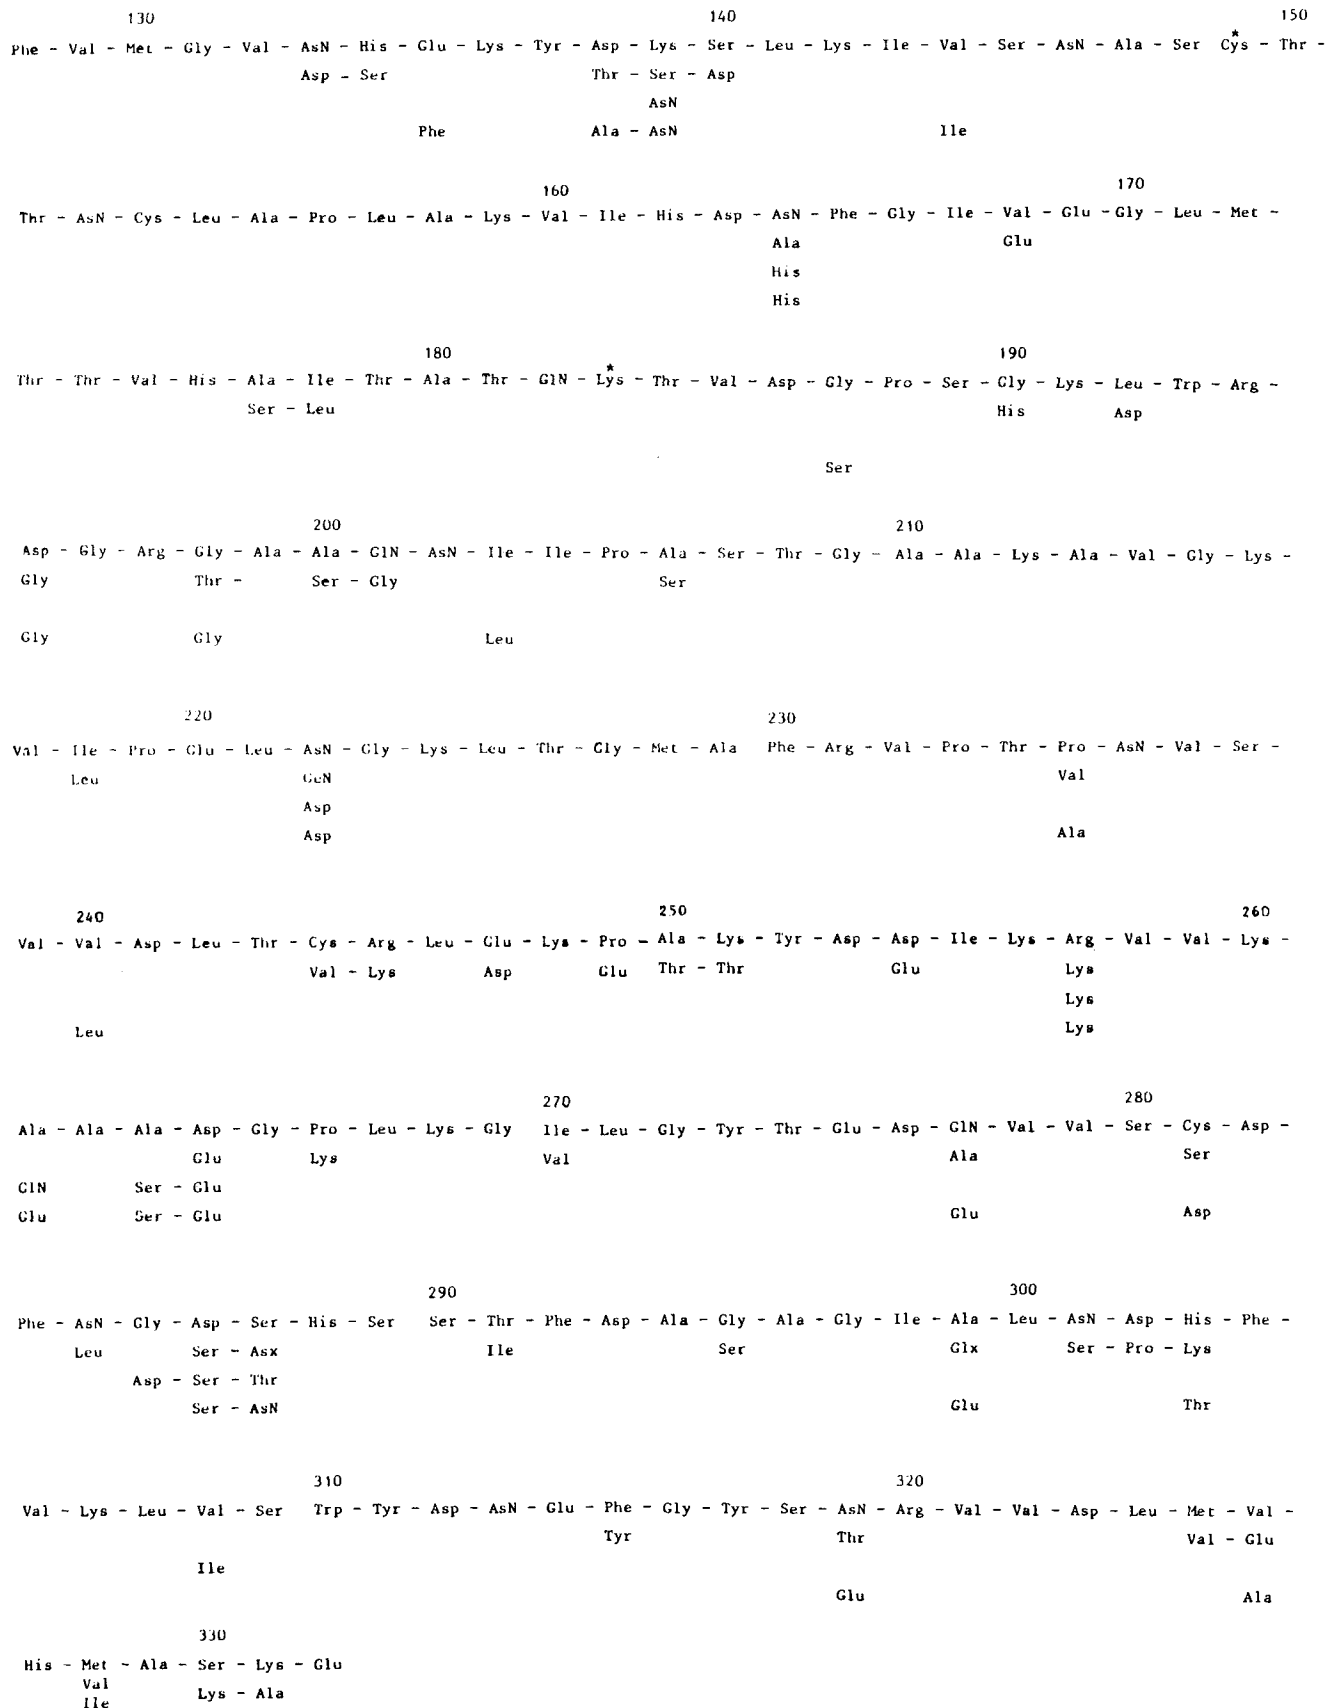 130 140 150
Phe - Val - Met - Gly - Val - AsN - His - Glu - Lys - Tyr - Asp - Lys - Ser - Leu - Lys - Ile - Val - Ser - AsN - Ala - Ser Cys* - Thr -
Asp - Ser Thr - Ser - Asp
AsN
Phe Ala - AsN Ile
160 170
Thr - AsN - Cys - Leu - Ala - Pro - Leu - Ala - Lys - Val - Ile - His - Asp - AsN - Phe - Gly - Ile - Val - Glu - Gly - Leu - Met -
Ala Glu
His
His
180 190
Thr - Thr - Val - His - Ala - Ile - Thr - Ala - Thr - GlN - Lys* - Thr - Val - Asp - Gly - Pro - Ser - Gly - Lys - Leu - Trp - Arg -
Ser - Leu His Asp
Ser
200 210
Asp - Gly - Arg - Gly - Ala - Ala - GlN - AsN - Ile - Ile - Pro - Ala - Ser - Thr - Gly - Ala - Ala - Lys - Ala - Val - Gly - Lys -
Gly Thr - Ser - Gly Ser
Gly Gly Leu
220 230
Val - Ile - Pro - Glu - Leu - AsN - Gly - Lys - Leu - Thr - Gly - Met - Ala Phe - Arg - Val - Pro - Thr - Pro - AsN - Val - Ser -
Leu GeN Val
Asp
Asp Ala
240 250 260
Val - Val - Asp - Leu - Thr - Cys - Arg - Leu - Glu - Lys - Pro - Ala - Lys - Tyr - Asp - Asp - Ile - Lys - Arg - Val - Val - Lys -
Val - Lys Asp Glu Thr - Thr Glu Lys
Lys
Leu Lys
270 280
Ala - Ala - Ala - Asp - Gly - Pro - Leu - Lys - Gly Ile - Leu - Gly - Tyr - Thr - Glu - Asp - GlN - Val - Val - Ser - Cys - Asp -
Glu Lys Val Ala Ser
GlN Ser - Glu
Glu Ser - Glu Glu Asp
290 300
Phe - AsN - Gly - Asp - Ser - His - Ser Ser - Thr - Phe - Asp - Ala - Gly - Ala - Gly - Ile - Ala - Leu - AsN - Asp - His - Phe -
Leu Ser - Asx Ile Ser Glx Ser - Pro - Lys
Asp - Ser - Thr
Ser - AsN Glu Thr
310 320
Val - Lys - Leu - Val - Ser Trp - Tyr - Asp - AsN - Glu - Phe - Gly - Tyr - Ser - AsN - Arg - Val - Val - Asp - Leu - Met - Val -
Tyr Thr Val - Glu
Ile
Glu Ala
330
His - Met - Ala - Ser - Lys - Glu
Val
Ile Lys - Ala